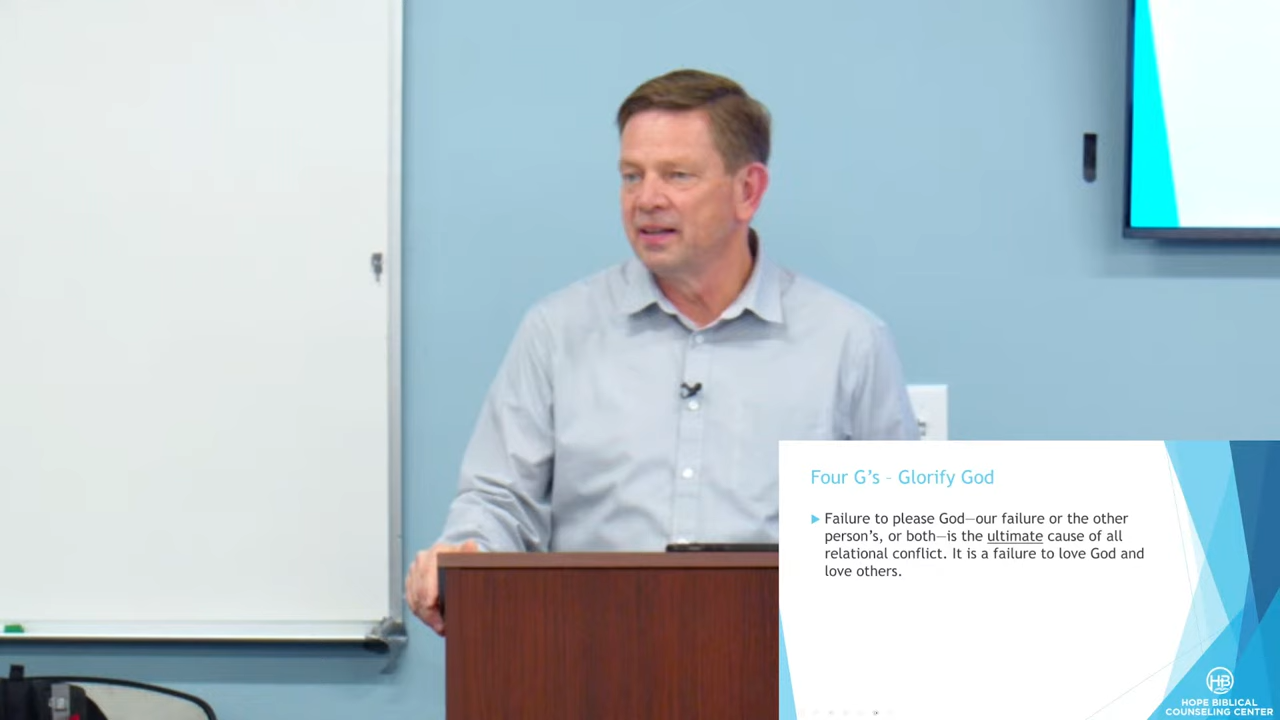 Four G's – Glorify God
Failure to please God—our failure or the other
person's, or both—is the ultimate cause of all
relational conflict. It is a failure to love God and
love others.
HB
HOPE BIBLICAL
COUNSELING CENTER